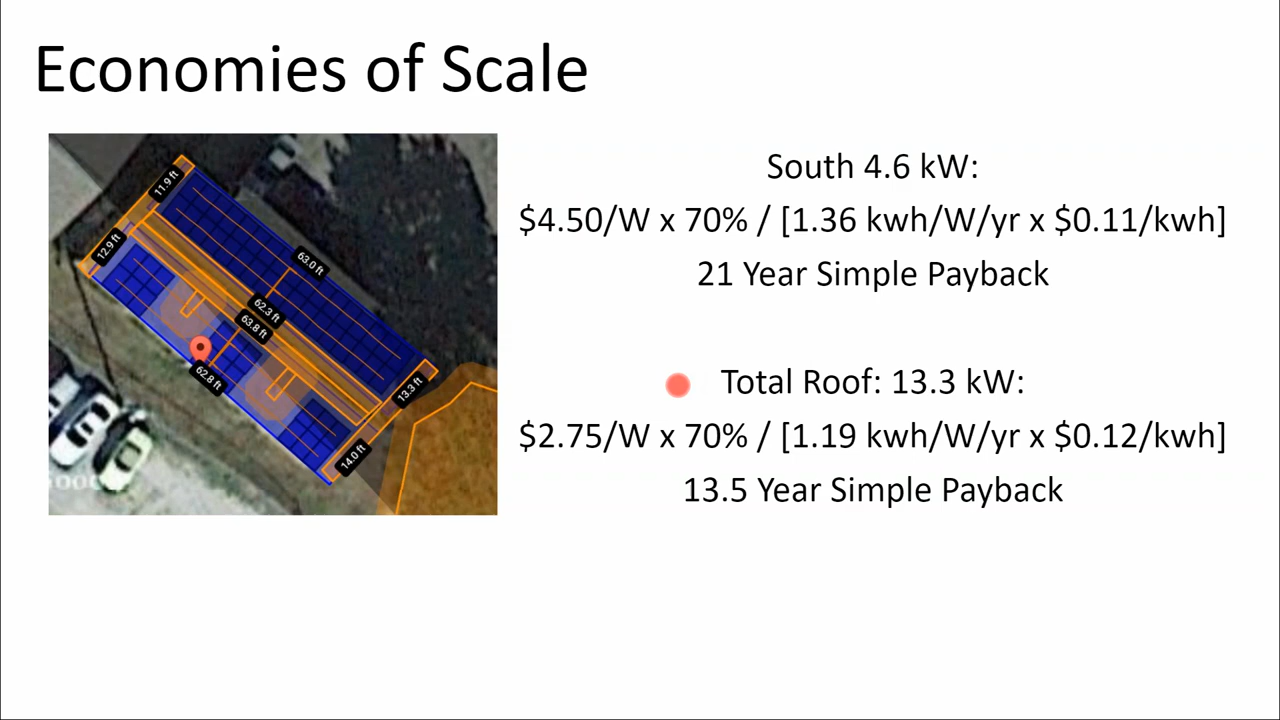 Economies of Scale
11.9 ft
12.9 ft
63.0 ft
62.3 ft
63.8 ft
62.8 ft
13.3 ft
14.0 ft
South 4.6 kW:
$4.50/W x 70% / [1.36 kwh/W/yr x $0.11/kwh]
21 Year Simple Payback
Total Roof: 13.3 kW:
$2.75/W x 70% / [1.19 kwh/W/yr x $0.12/kwh]
13.5 Year Simple Payback